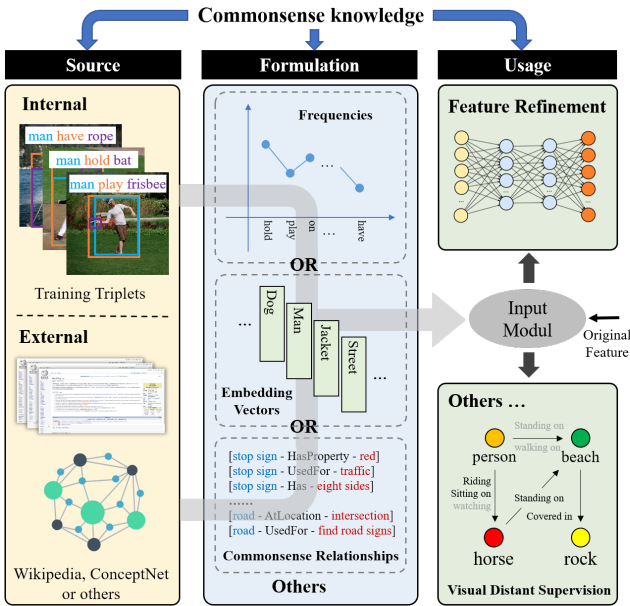 Commonsense knowledge
Source
Formulation
Usage
Internal
man have rope
man hold bat
man play frisbee
Training Triplets
External
Wikipedia, ConceptNet
or others
Frequencies
...
hold
play
on
...
have
OR
...
Dog
Man
Jacket
Street
...
Embedding
Vectors
OR
[stop sign - HasProperty - red]
[stop sign - UsedFor - traffic]
[stop sign - Has - eight sides]
......
[road - AtLocation - intersection]
[road - UsedFor - find road signs]
Commonsense Relationships
Others
Feature Refinement
...
...
...
...
Input
Modul
Original
Feature
Others ...
Standing on
person
walking on
beach
Riding
Sitting on
watching
Standing on
Covered in
horse
rock
Visual Distant Supervision